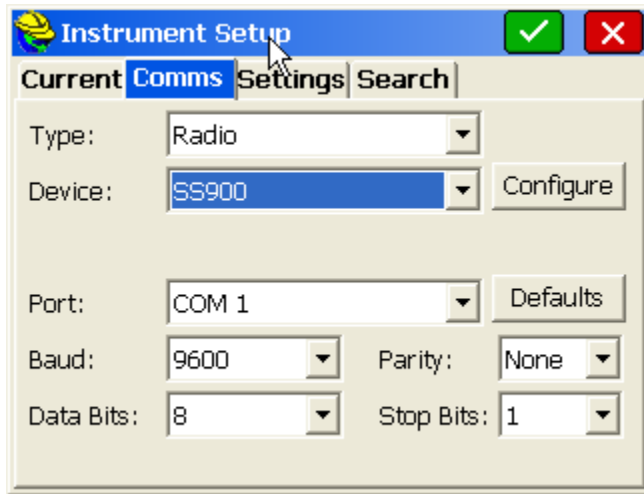 Instrument Setup
Current Comms Settings Search
Type: Radio
Device: SS900 Configure
Port: COM 1 Defaults
Baud: 9600 Parity: None
Data Bits: 8 Stop Bits: 1